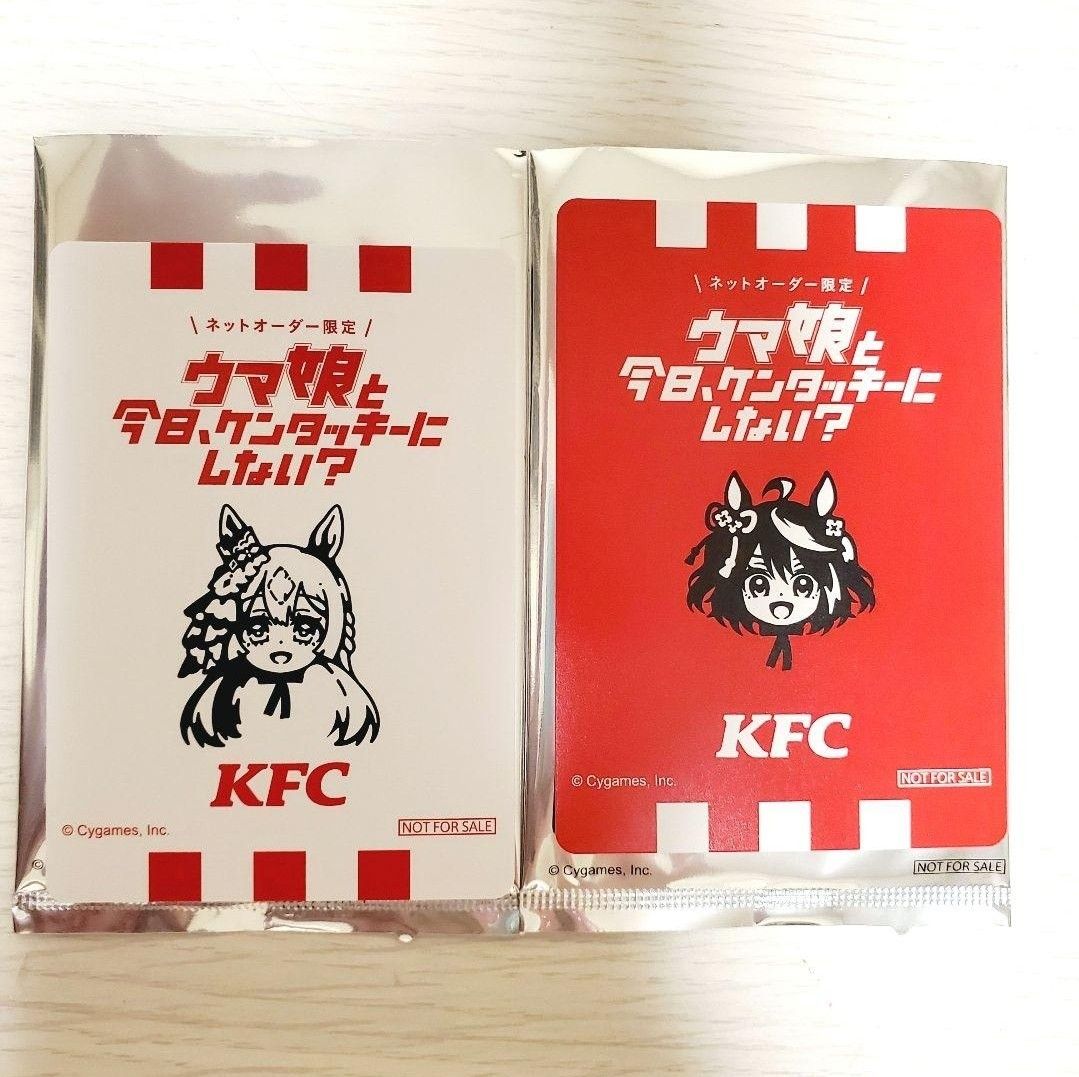 \ ネットオーダー限定 /
ウマ娘と
今日、ケンタッキーに
しない?
KFC
© Cygames, Inc.
NOT FOR SALE
©
\ ネットオーダー限定 /
ウマ娘と
今日、ケンタッキーに
しない?
KFC
© Cygames, Inc.
NOT FOR SALE
© Cygames, Inc.
NOT FOR SALE